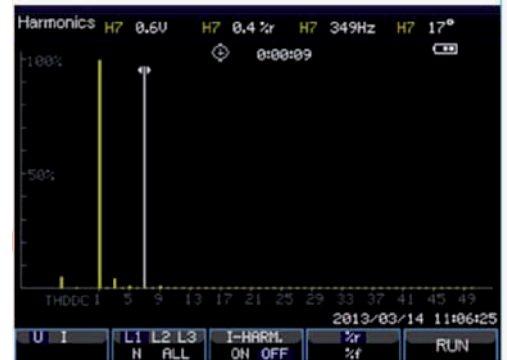 Harmonics H7 0.6V H7 0.4 %r H7 349Hz H7 17°
0:00:09
100%
50%
THDDC 1 5 9 13 17 21 25 29 33 37 41 45 49
2013/03/14 11:06:25
U I L1 L2 L3 I-HARM. %r RUN
N ALL ON OFF %f